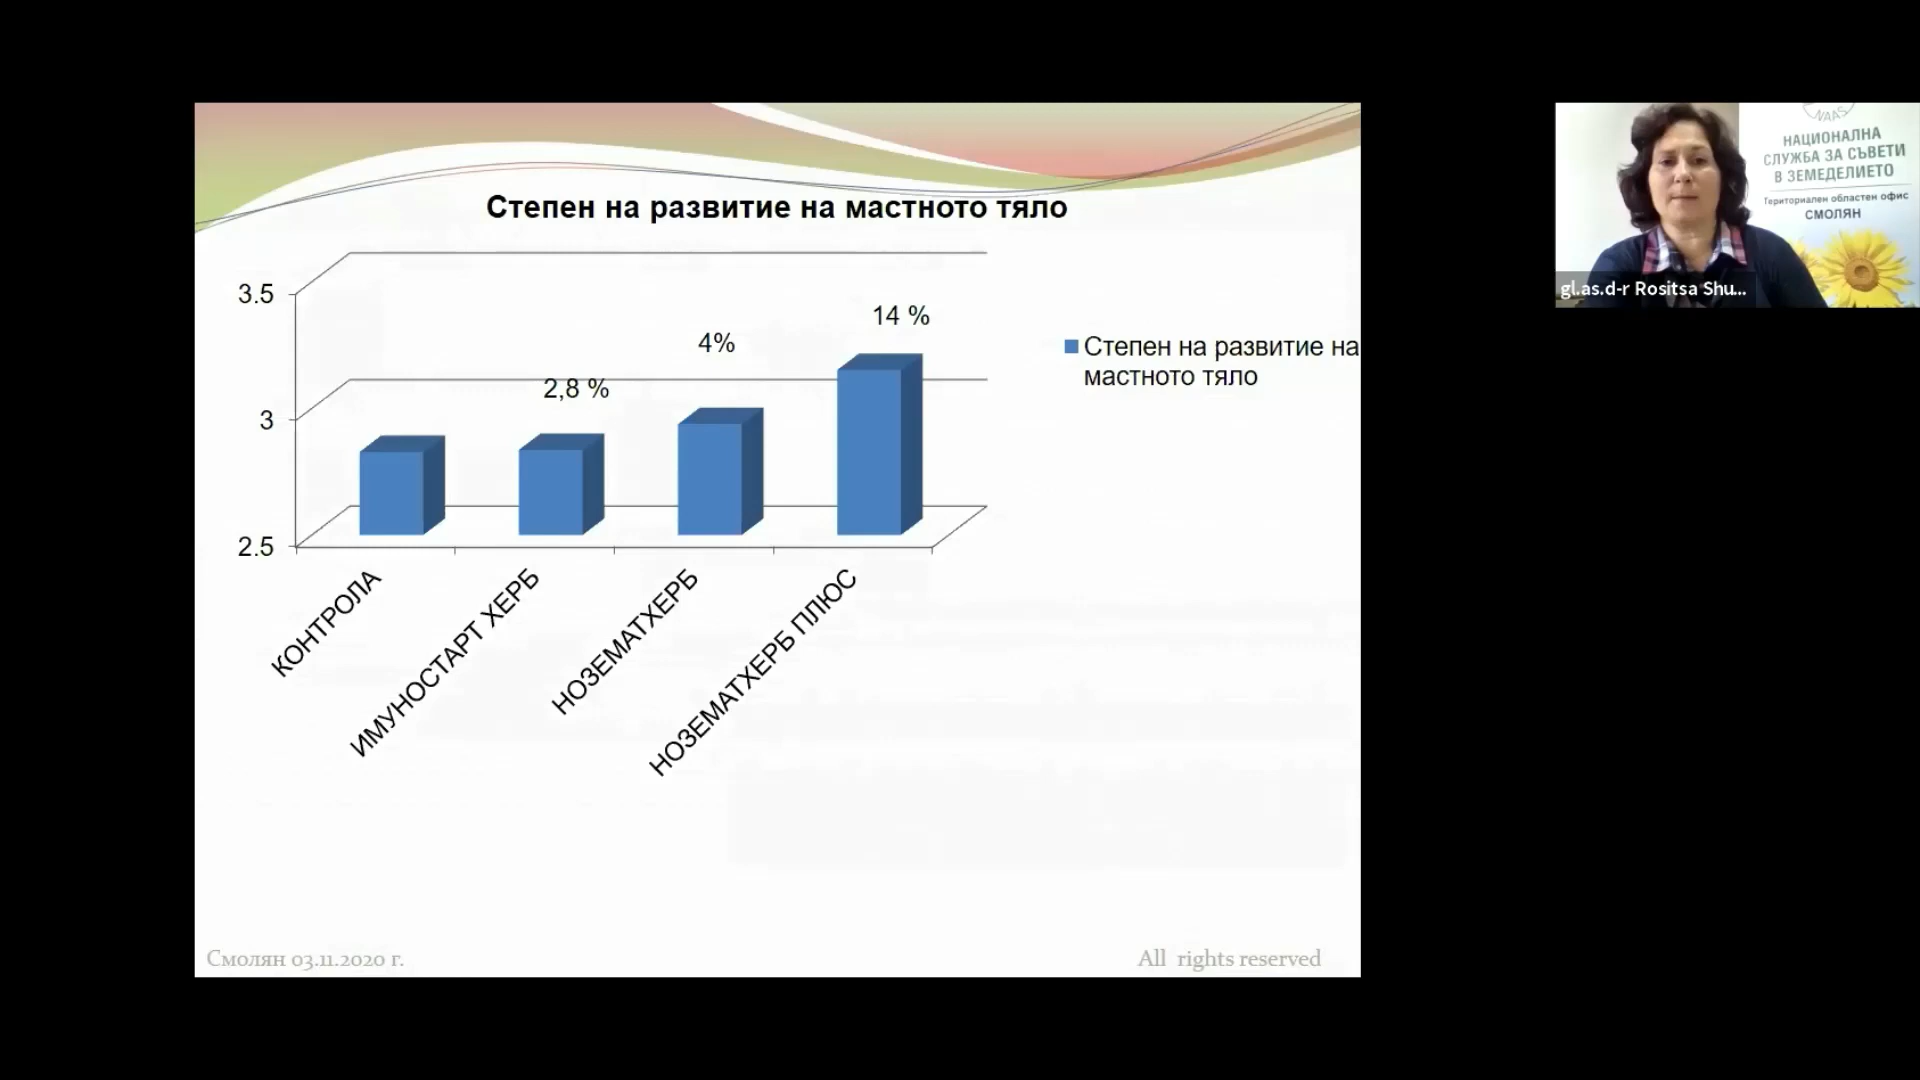 Степен на развитие на мастното тяло
3.5
3
2.5
2,8 %
4%
14 %
Степен на развитие на
мастното тяло
КОНТРОЛА
ИМУНОСТАРТ ХЕРБ
НОЗЕМАТХЕРБ
НОЗЕМАТХЕРБ ПЛЮС
Смолян 03.11.2020 г.
All rights reserved
NAAS
НАЦИОНАЛНА
СЛУЖБА ЗА СЪВЕТИ
В ЗЕМЕДЕЛИЕТО
Териториален областен офис
СМОЛЯН
gl.as.d-r Rositsa Shu...